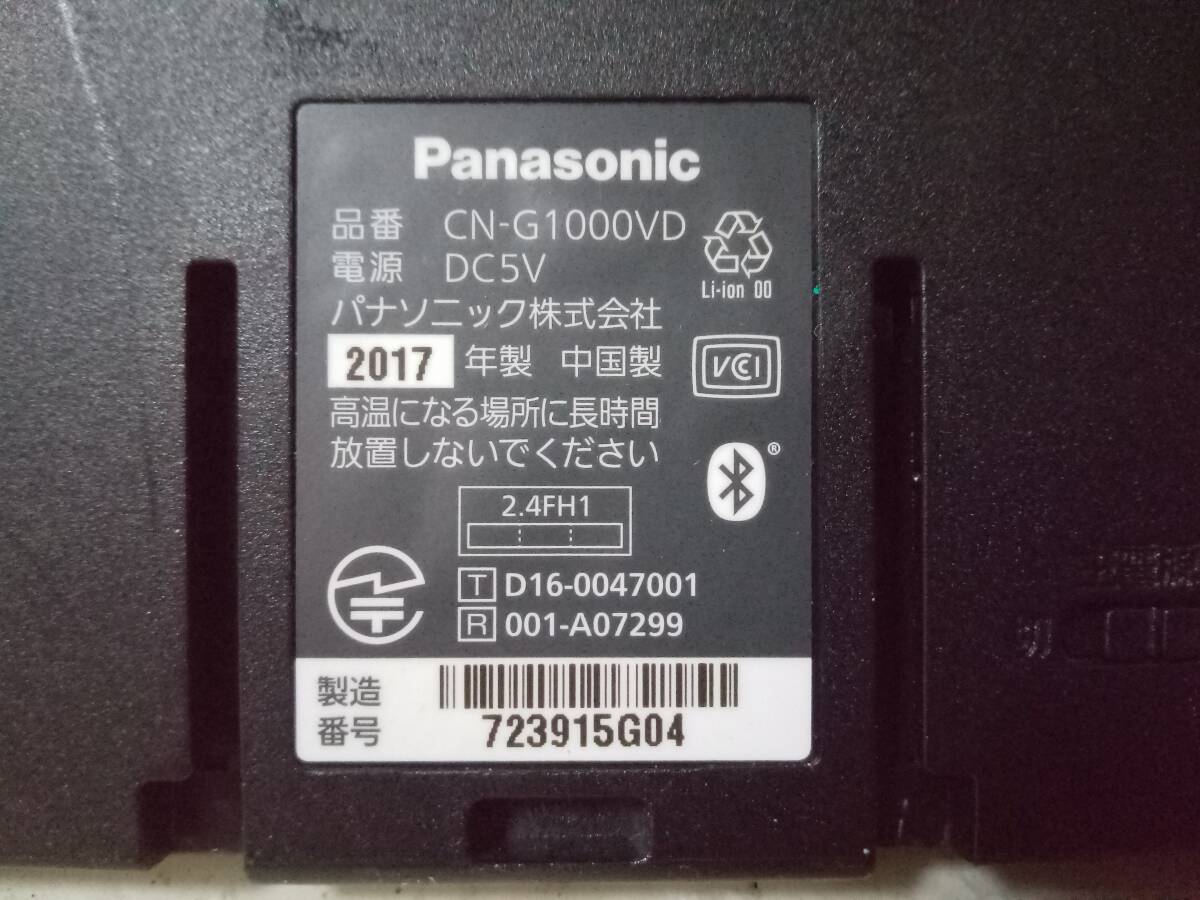 Panasonic
品番 CN-G1000VD
電源 DC5V
Li-ion 00
パナソニック株式会社
2017 年製 中国製
VCCI
高温になる場所に長時間
放置しないでください
®
2.4FH1
T D16-0047001
R 001-A07299
製造
番号
723915G04